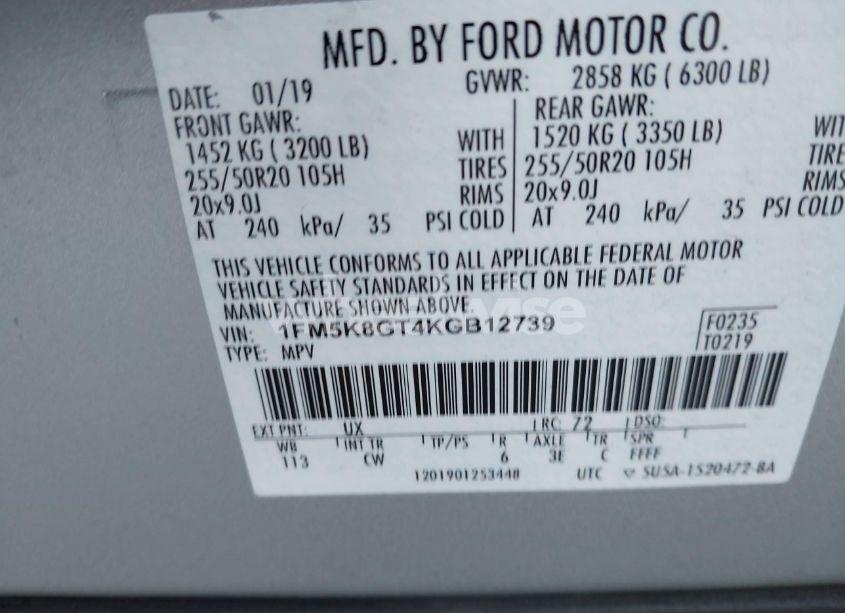 MFD. BY FORD MOTOR CO.
DATE: 01/19 GVWR: 2858 KG ( 6300 LB)
FRONT GAWR: REAR GAWR:
1452 KG ( 3200 LB) WITH 1520 KG ( 3350 LB) WIT
255/50R20 105H TIRES 255/50R20 105H TIRE
20x9.0J RIMS 20x9.0J RIMS
AT 240 kPa/ 35 PSI COLD AT 240 kPa/ 35 PSI COLD
THIS VEHICLE CONFORMS TO ALL APPLICABLE FEDERAL MOTOR
VEHICLE SAFETY STANDARDS IN EFFECT ON THE DATE OF
MANUFACTURE SHOWN ABOVE.
VIN: 1FM5K8GT4KGB12739 F0235
TYPE: MPV T0219
EXT PNT: UX RC: 72 DSO:
WB INT TR TP/PS R AXLE TR SPR
113 CW 6 3E C FFFF
1201901253448 UTC SUSA-1520472-BA